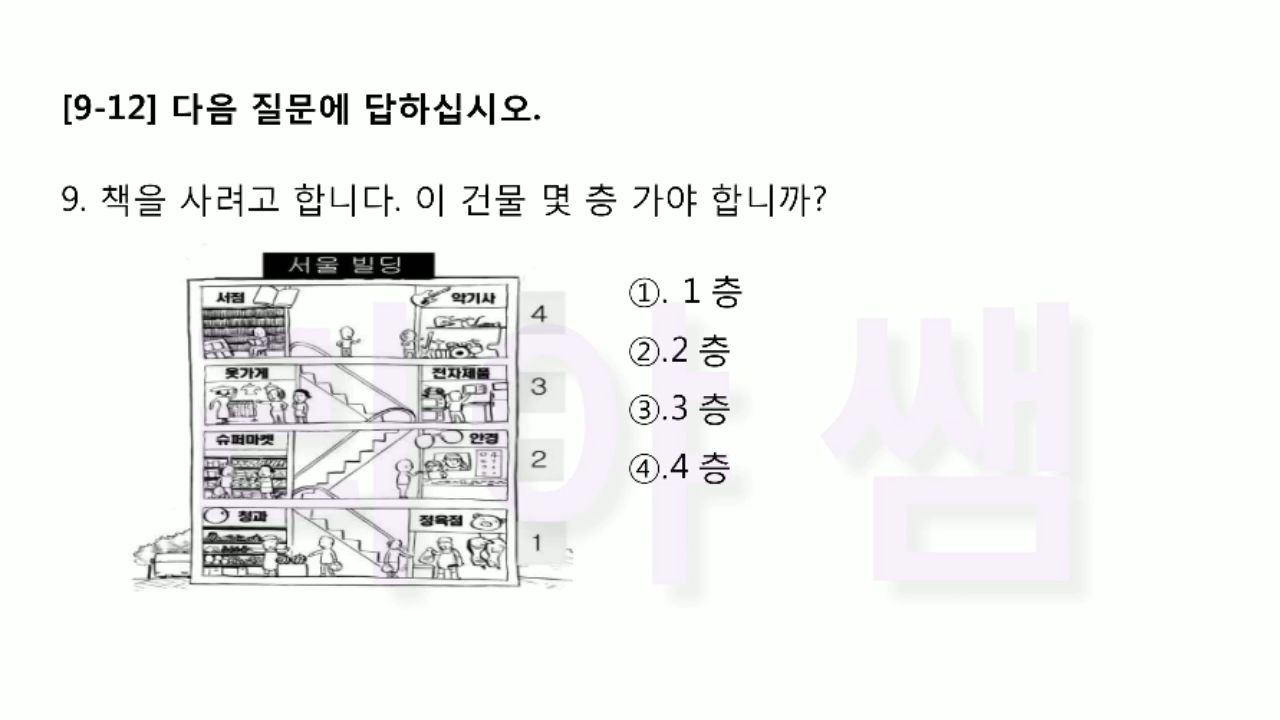 [9-12] 다음 질문에 답하십시오.
9. 책을 사려고 합니다. 이 건물 몇 층 가야 합니까?
서울 빌딩
서점
악기사
4
옷가게
전자제품
3
슈퍼마켓
안경
2
청과
정육점
1
①. 1 층
②.2 층
③.3 층
④.4 층
야 쌤